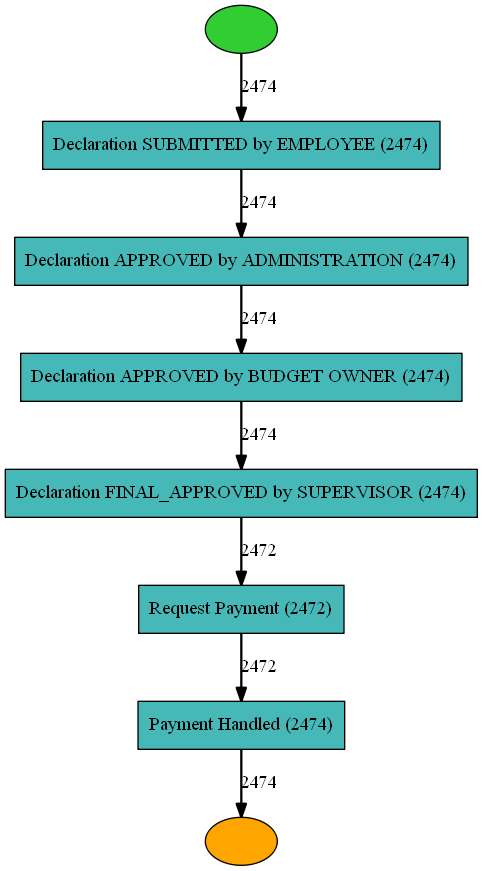 2474
Declaration SUBMITTED by EMPLOYEE (2474)
2474
Declaration APPROVED by ADMINISTRATION (2474)
2474
Declaration APPROVED by BUDGET OWNER (2474)
2474
Declaration FINAL_APPROVED by SUPERVISOR (2474)
2472
Request Payment (2472)
2472
Payment Handled (2474)
2474